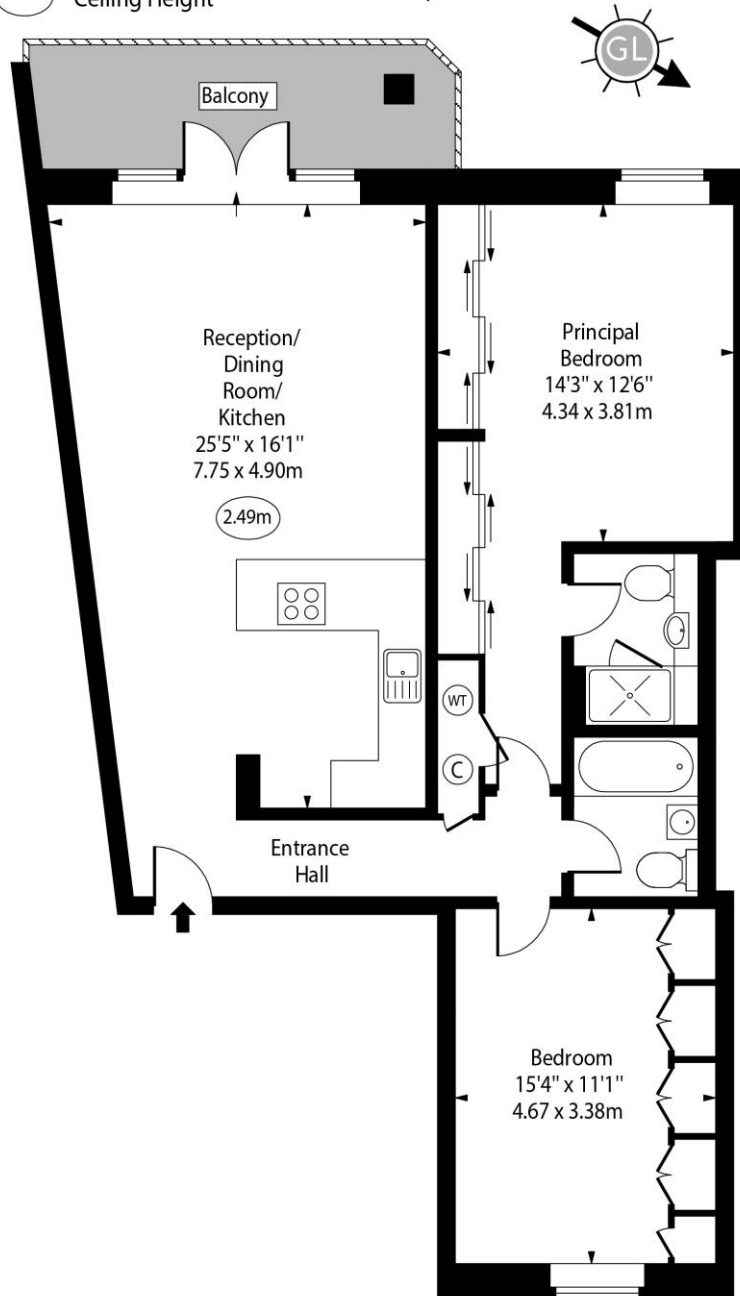 Ceiling Height
GL
Balcony
Reception/
Dining
Room/
Kitchen
25'5" x 16'1"
7.75 x 4.90m
2.49m
Principal
Bedroom
14'3" x 12'6"
4.34 x 3.81m
WT
C
Entrance
Hall
Bedroom
15'4" x 11'1"
4.67 x 3.38m